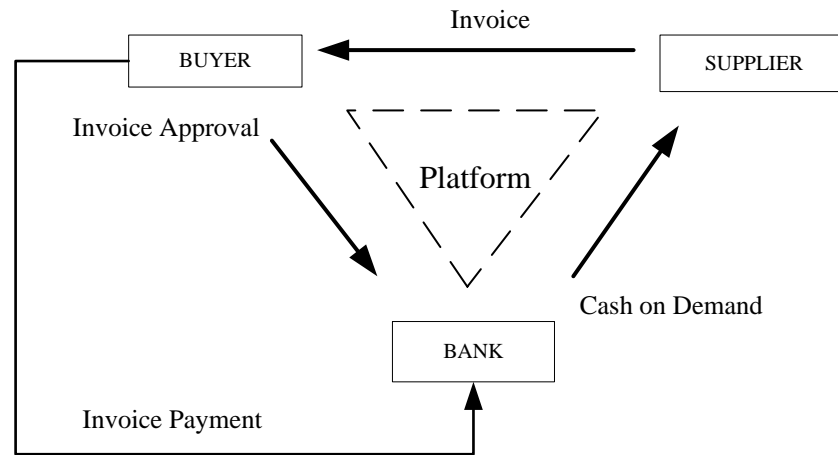 Invoice
BUYER
SUPPLIER
Invoice Approval
Platform
Cash on Demand
BANK
Invoice Payment